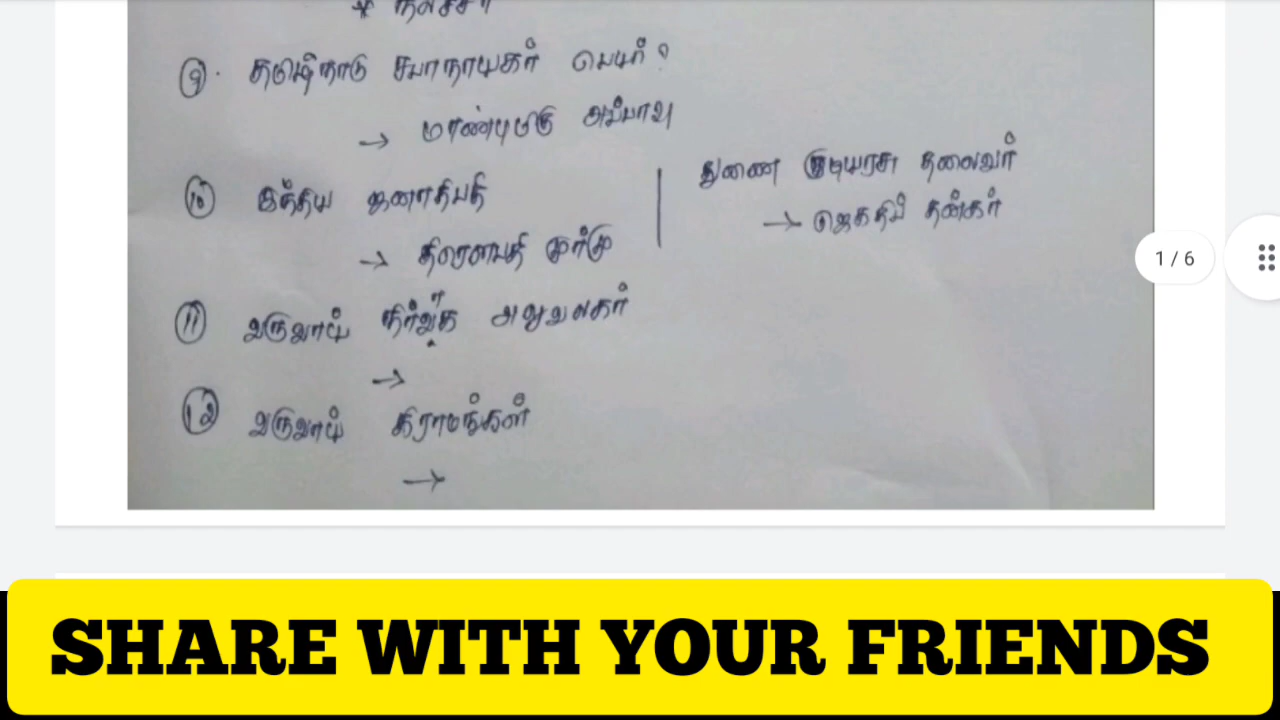 9. தமிழ்நாடு சபாநாயகர் பெயர்?
→ மாண்புமிகு அப்பாவு
10 இந்திய ஜனாதிபதி
→ திரௌபதி முர்மு
துணை குடியரசு தலைவர்
→ ஜெகதீப் தன்கர்
11 வருவாய் நிர்வாக அலுவலகர்
→
12 வருவாய் கிராமங்கள்
→
1 / 6
SHARE WITH YOUR FRIENDS